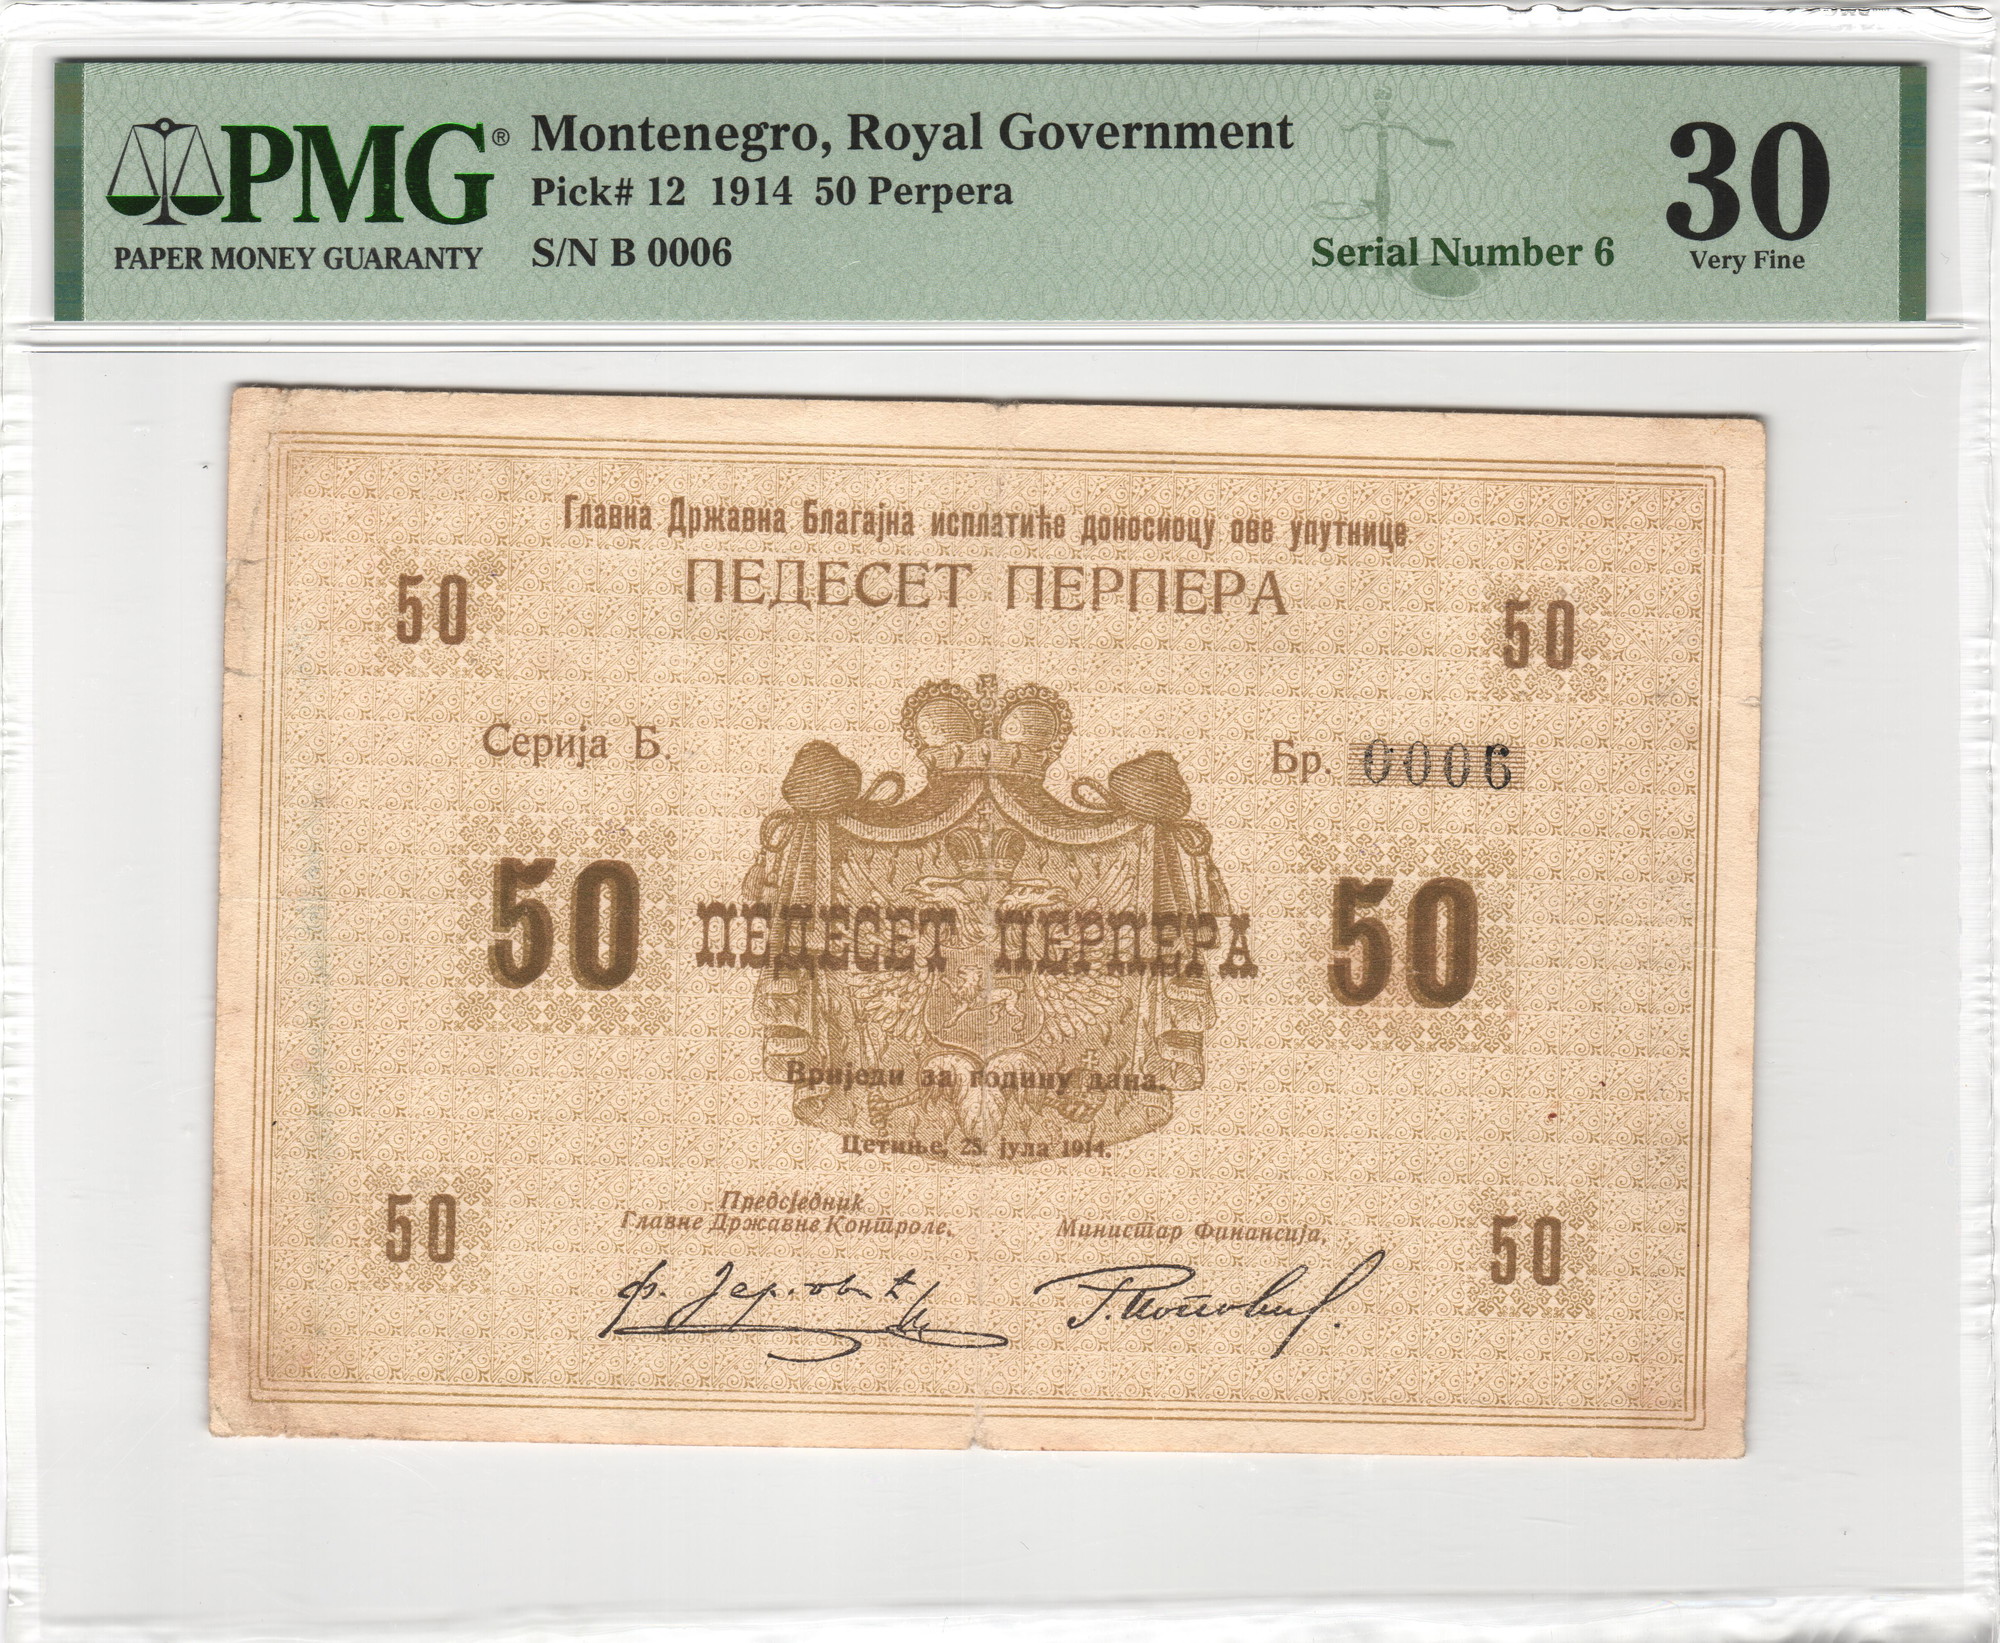 PMG®
PAPER MONEY GUARANTY
Montenegro, Royal Government
Pick# 12 1914 50 Perpera
S/N B 0006
Serial Number 6
30
Very Fine
Главна Државна Благајна исплатиће доносиоцу ове упутнице
ПЕДЕСЕТ ПЕРПЕРА
50
50
Серија Б.
Бр. 0006
50 ПЕДЕСЕТ ПЕРПЕРА 50
Вриједи за годину дана.
Цетиње, 25. јула 1914.
Предсједник
Главне Државне Контроле,
Министар Финансија,
50
50
Р. Поповић.